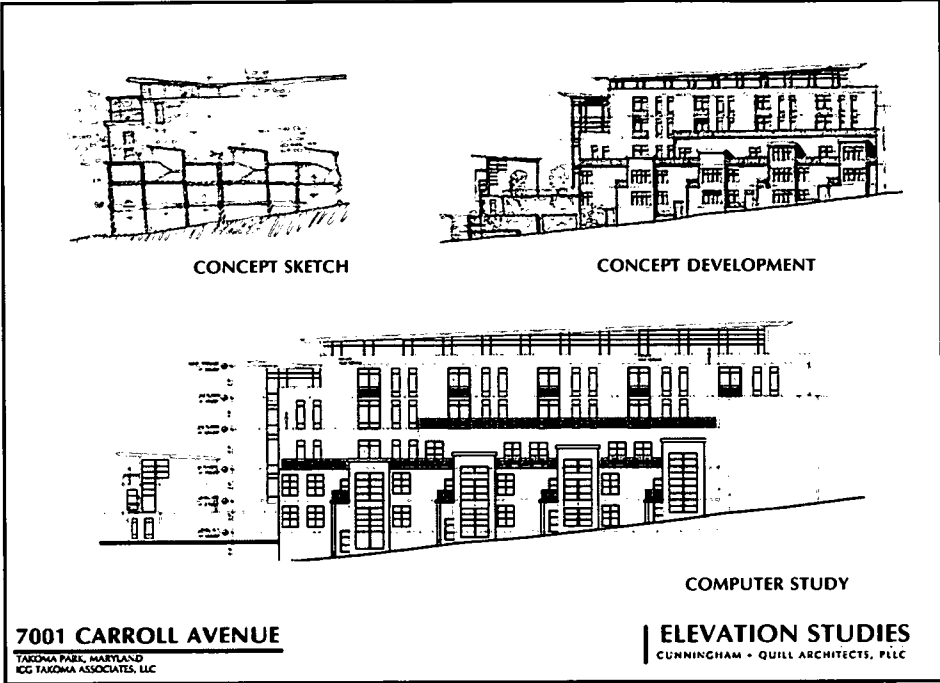 CONCEPT SKETCH
CONCEPT DEVELOPMENT
COMPUTER STUDY
7001 CARROLL AVENUE
TAKOMA PARK, MARYLAND
ICG TAKOMA ASSOCIATES, LLC
ELEVATION STUDIES
CUNNINGHAM + QUILL ARCHITECTS, PLLC